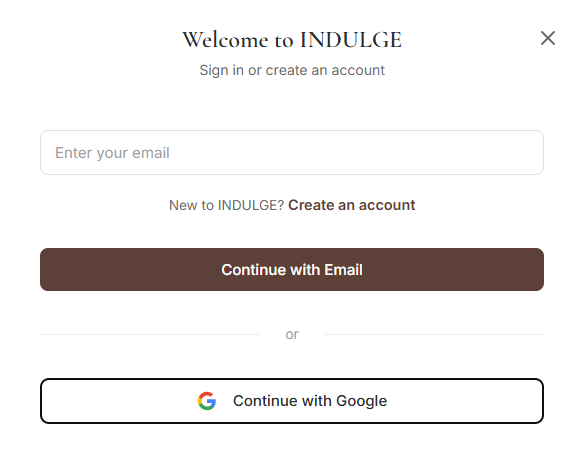 Welcome to INDULGE
Sign in or create an account
Enter your email
New to INDULGE? Create an account
Continue with Email
or
Continue with Google